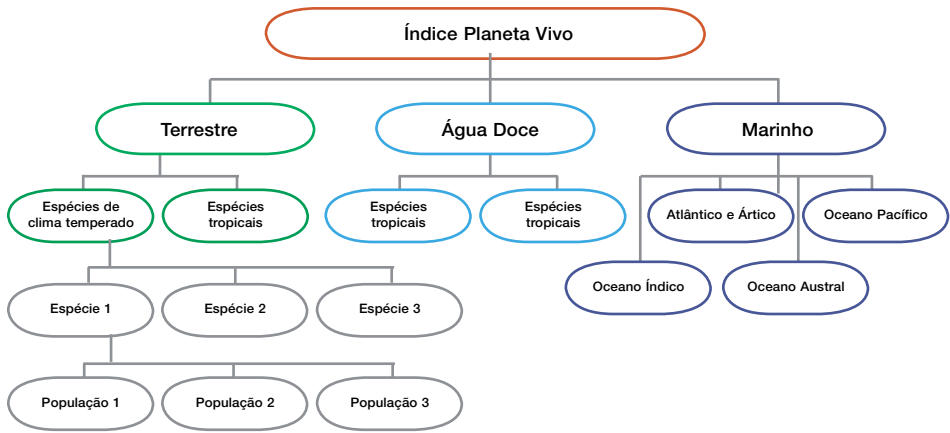 Índice Planeta Vivo
Terrestre
Água Doce
Marinho
Espécies de
clima temperado
Espécies
tropicais
Espécies
tropicais
Espécies
tropicais
Atlântico e Ártico
Oceano Pacífico
Oceano Índico
Oceano Austral
Espécie 1
Espécie 2
Espécie 3
População 1
População 2
População 3